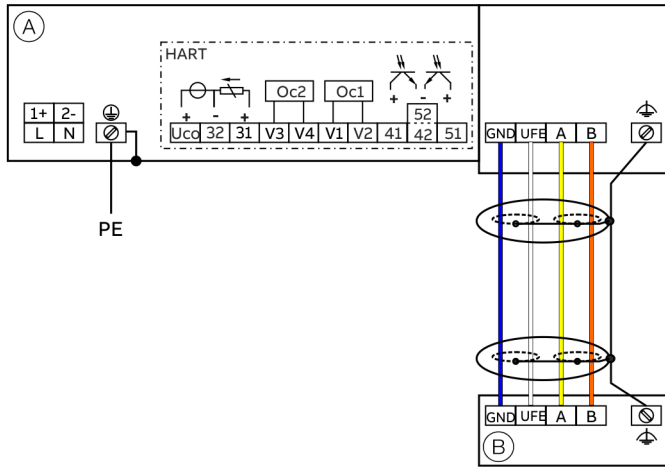 A
HART
Oc2 Oc1
+ - + + - +
1+ 2-
L N
52
Uco 32 31 V3 V4 V1 V2 41 42 51
GND UFE A B
PE
GND UFE A B
B